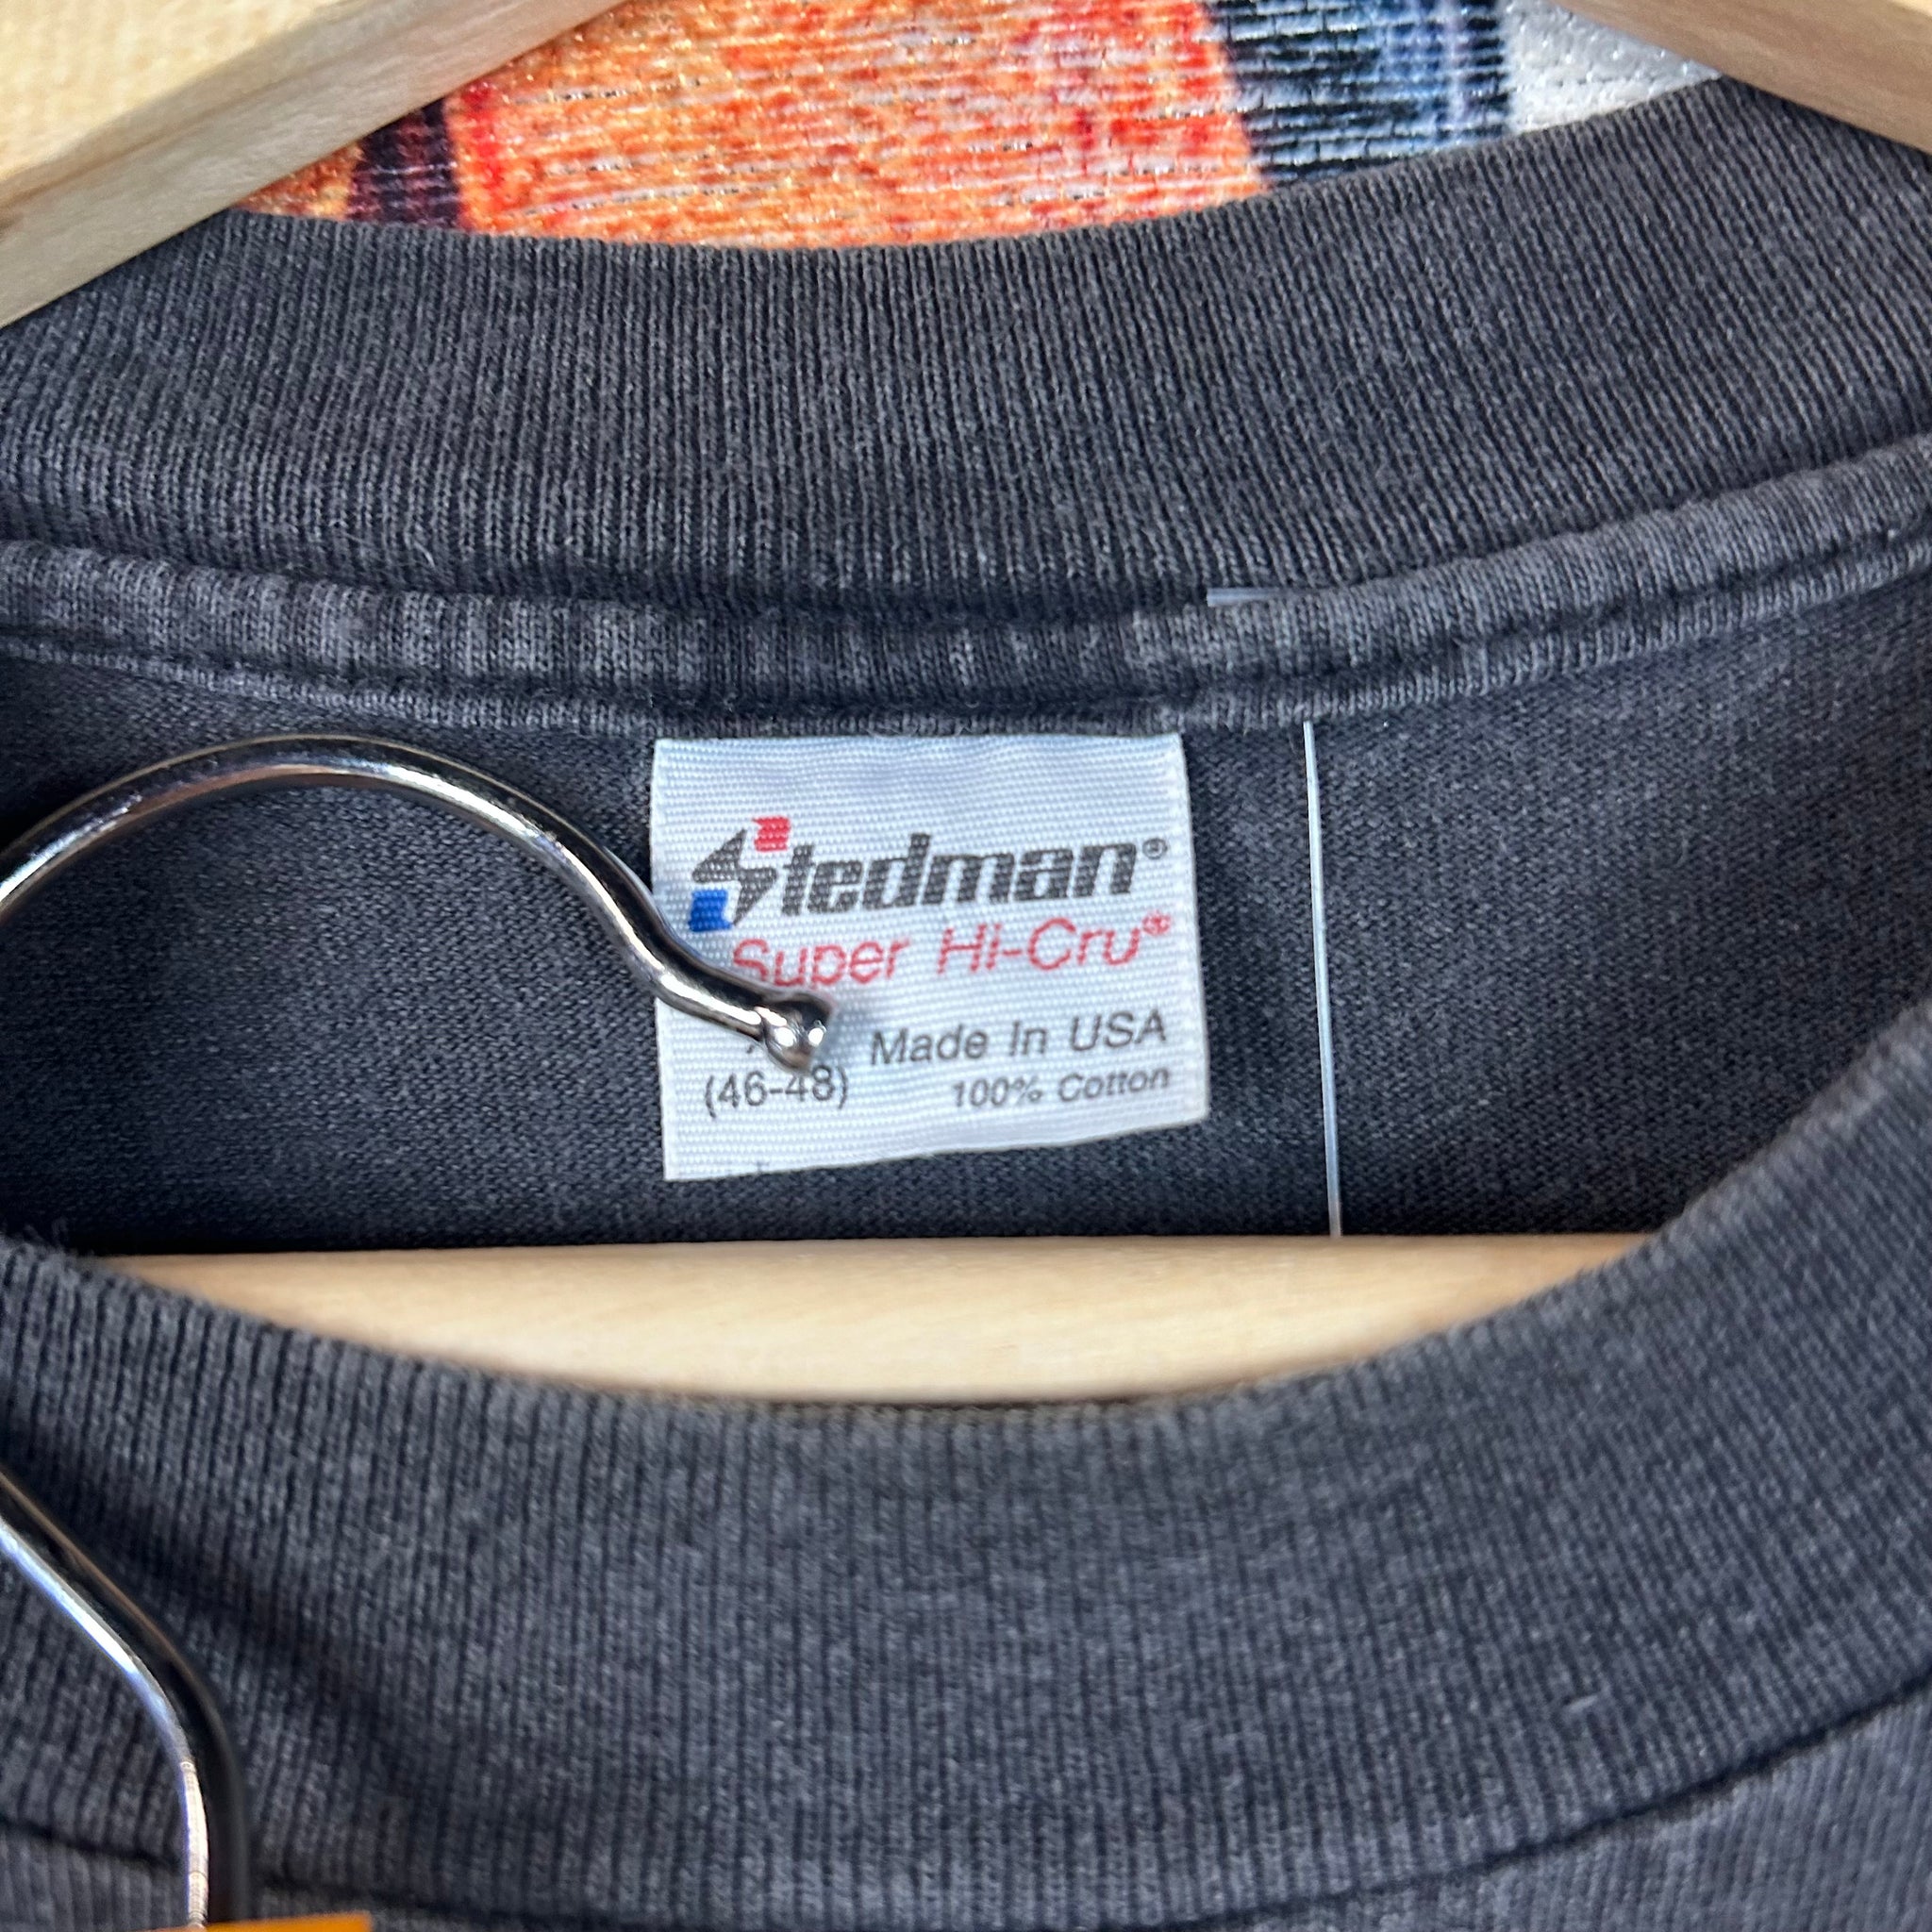 Stedman®
Super Hi-Cru®
Made In USA
(46-48) 100% Cotton